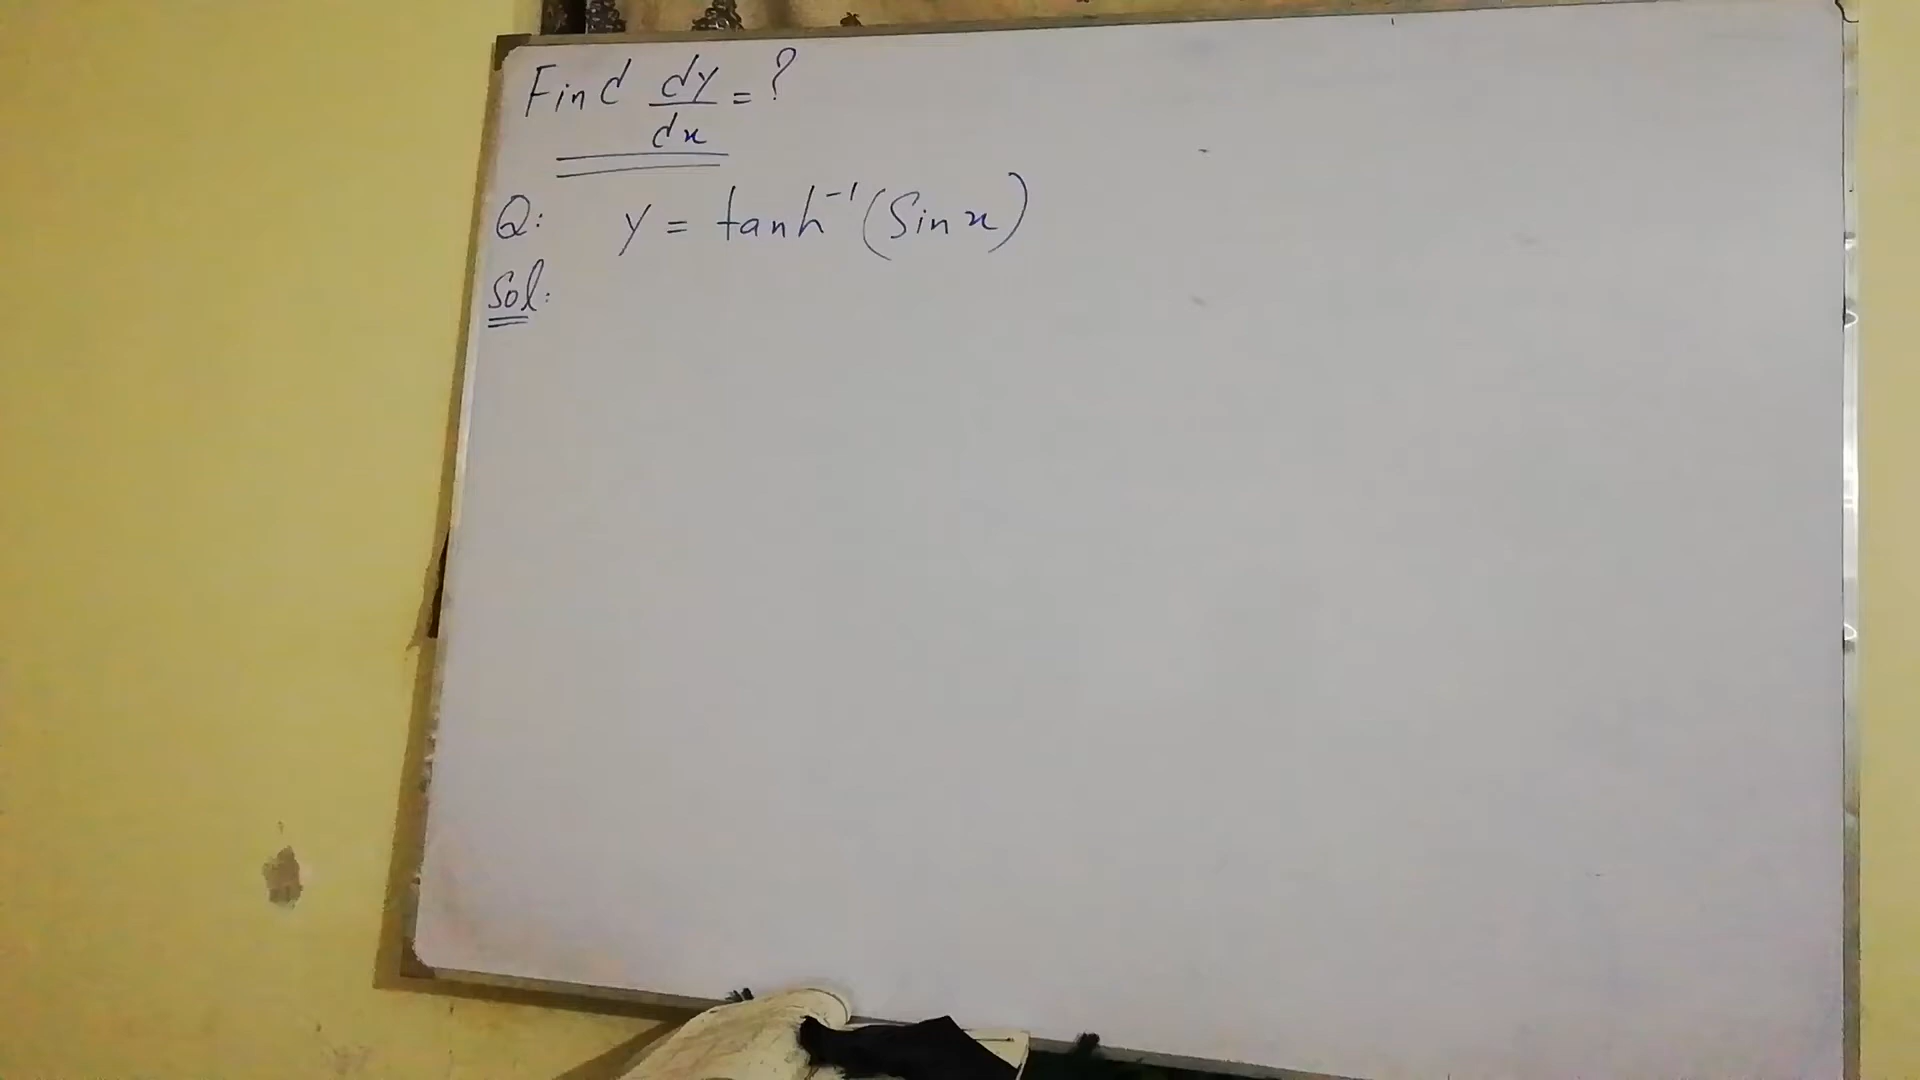 Find dy/dx = ?
Q: y = tanh⁻¹(Sin x)
Sol: